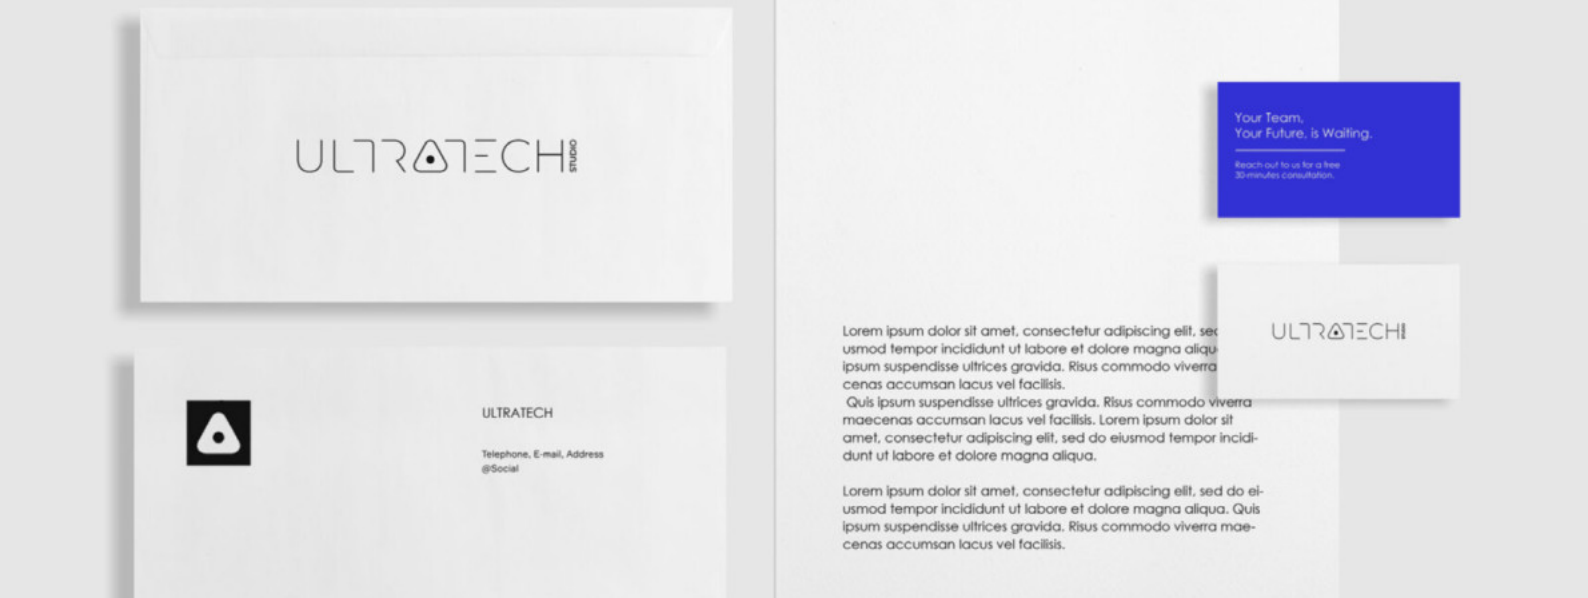 ULTRATECH STUDIO
ULTRATECH
Telephone, E-mail, Address
@Social
Lorem ipsum dolor sit amet, consectetur adipiscing elit, sec
usmod tempor incididunt ut labore et dolore magna aliqu
ipsum suspendisse ultrices gravida. Risus commodo viverra
cenas accumsan lacus vel facilisis.
Quis ipsum suspendisse ultrices gravida. Risus commodo viverra
maecenas accumsan lacus vel facilisis. Lorem ipsum dolor sit
amet, consectetur adipiscing elit, sed do eiusmod tempor incidi-
dunt ut labore et dolore magna aliqua.
Lorem ipsum dolor sit amet, consectetur adipiscing elit, sed do ei-
usmod tempor incididunt ut labore et dolore magna aliqua. Quis
ipsum suspendisse ultrices gravida. Risus commodo viverra mae-
cenas accumsan lacus vel facilisis.
Your Team,
Your Future, is Waiting.
Reach out to us for a free
30-minutes consultation.
ULTRATECH STUDIO